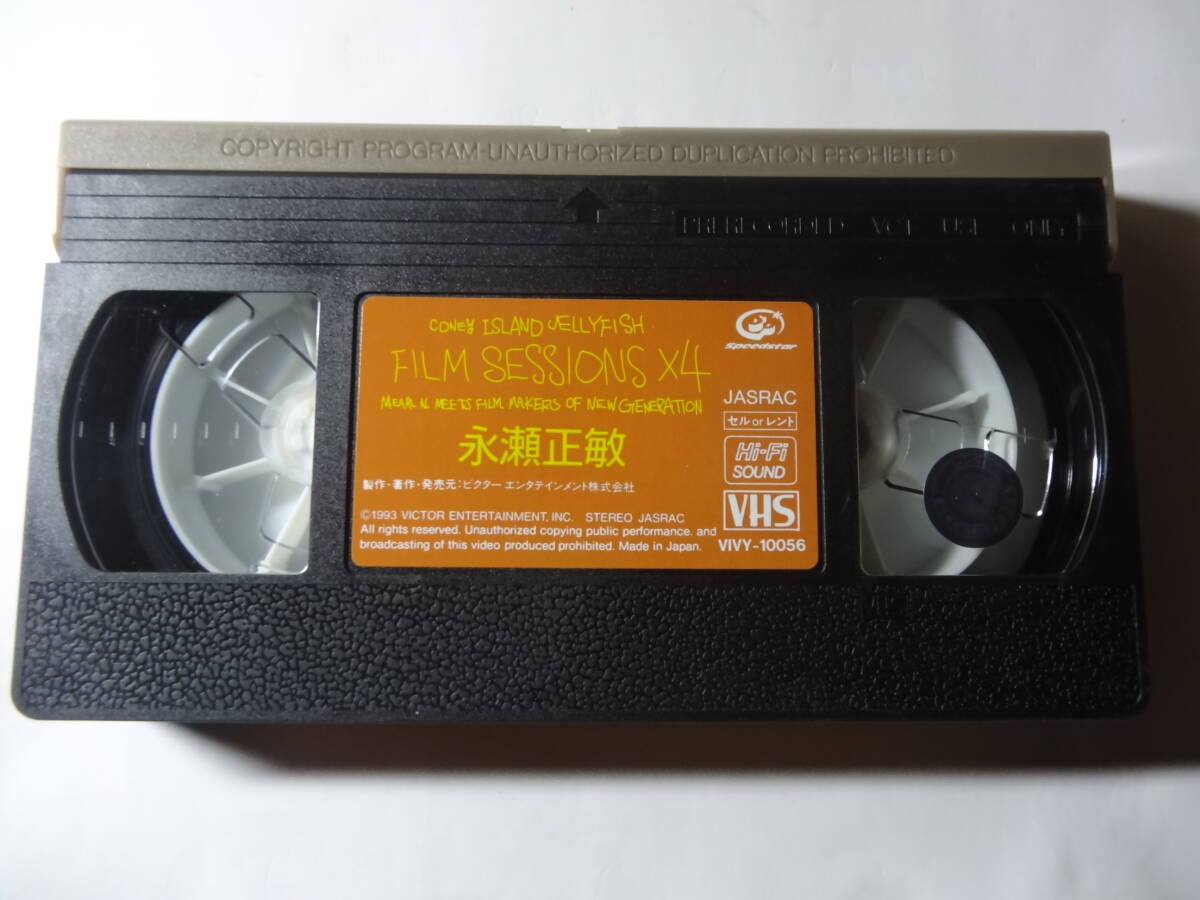 COPYRIGHT PROGRAM-UNAUTHORIZED DUPLICATION PROHIBITED
PRERECORDED VCT USE ONLY
CONEY ISLAND JELLYFISH
FILM SESSIONS X4
MEETS FILM MAKERS OF NEW GENERATION
永瀬正敏
製作・著作・発売元:ビクター エンタテインメント株式会社
©1993 VICTOR ENTERTAINMENT, INC. STEREO JASRAC
All rights reserved. Unauthorized copying public performance. and
broadcasting of this video produced prohibited. Made in Japan.
Speedstar
JASRAC
セル or レント
Hi-Fi
SOUND
VHS
VIVY-10056